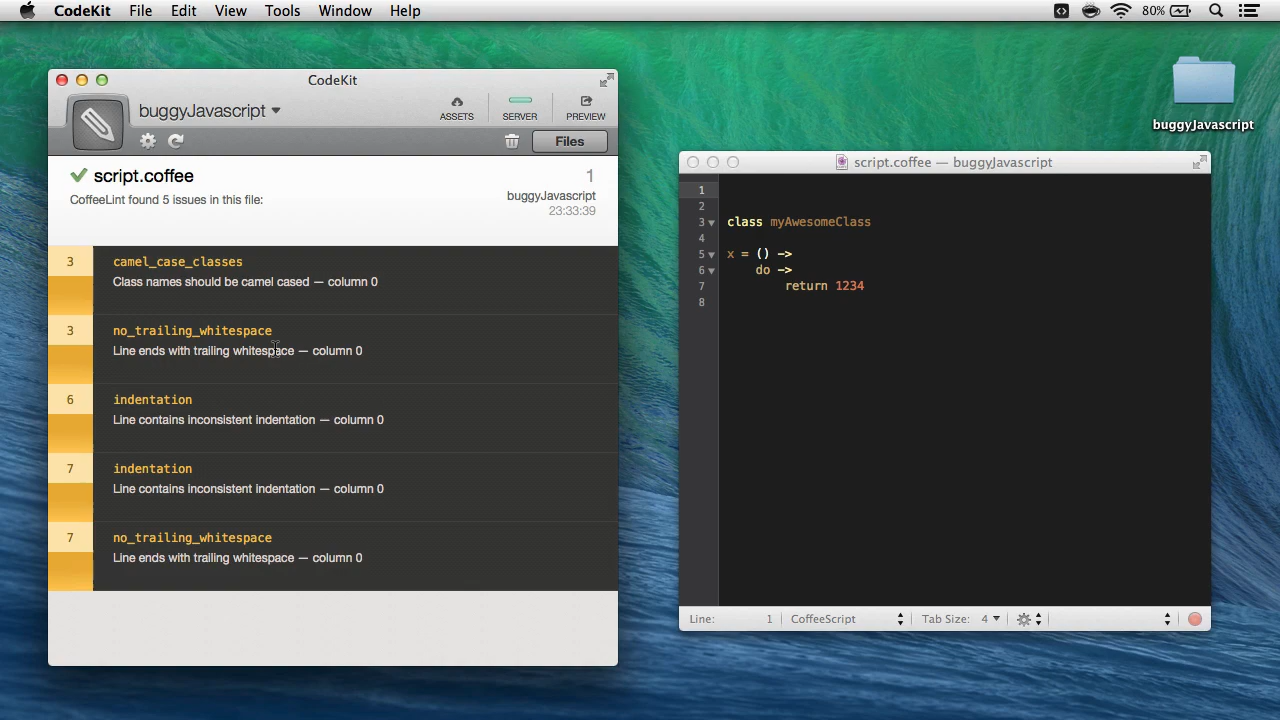 CodeKit File Edit View Tools Window Help 80%
CodeKit
buggyJavascript
ASSETS SERVER PREVIEW
Files
script.coffee 1
CoffeeLint found 5 issues in this file: buggyJavascript
23:33:39
3 camel_case_classes
Class names should be camel cased — column 0
3 no_trailing_whitespace
Line ends with trailing whitespace — column 0
6 indentation
Line contains inconsistent indentation — column 0
7 indentation
Line contains inconsistent indentation — column 0
7 no_trailing_whitespace
Line ends with trailing whitespace — column 0
buggyJavascript
script.coffee — buggyJavascript
1
2
3 class myAwesomeClass
4
5 x = () ->
6 do ->
7 return 1234
8
Line: 1 CoffeeScript Tab Size: 4